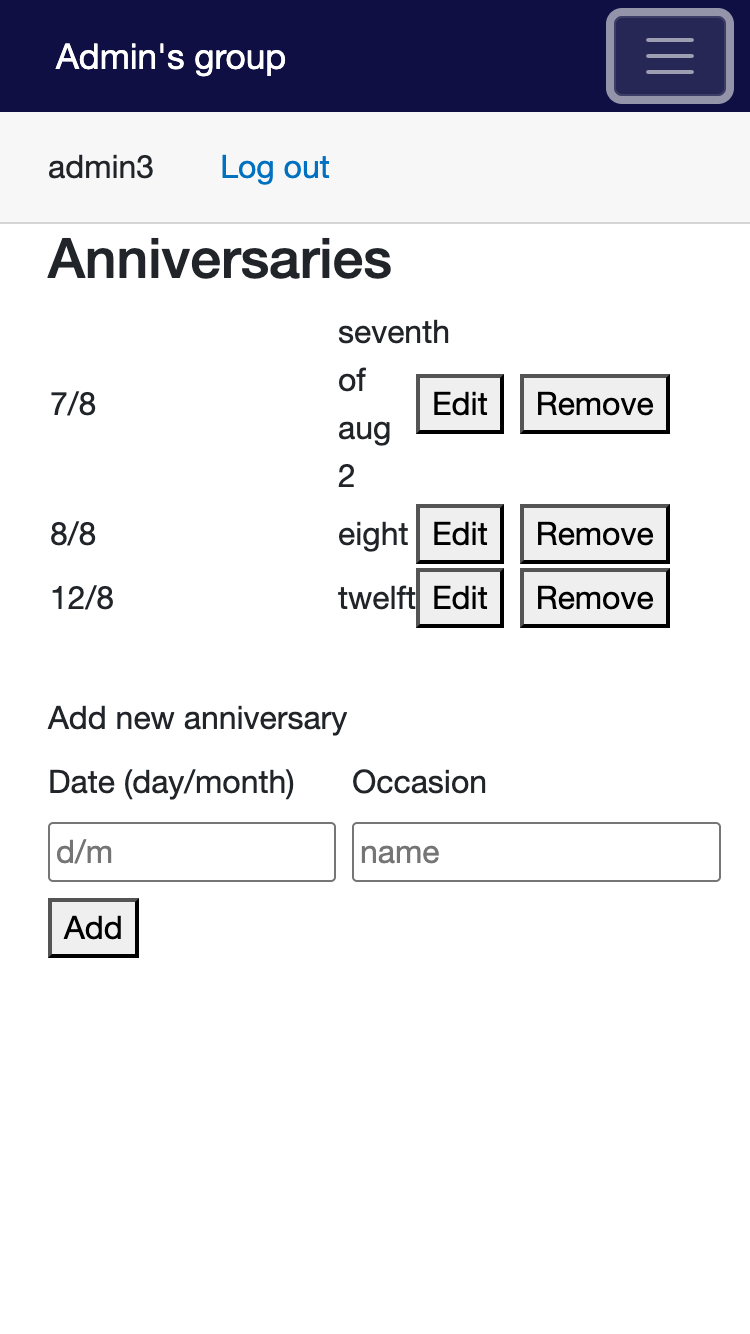 Admin's group
admin3 Log out
Anniversaries
7/8 seventh of aug 2 Edit Remove
8/8 eight Edit Remove
12/8 twelft Edit Remove
Add new anniversary
Date (day/month) Occasion
d/m name
Add